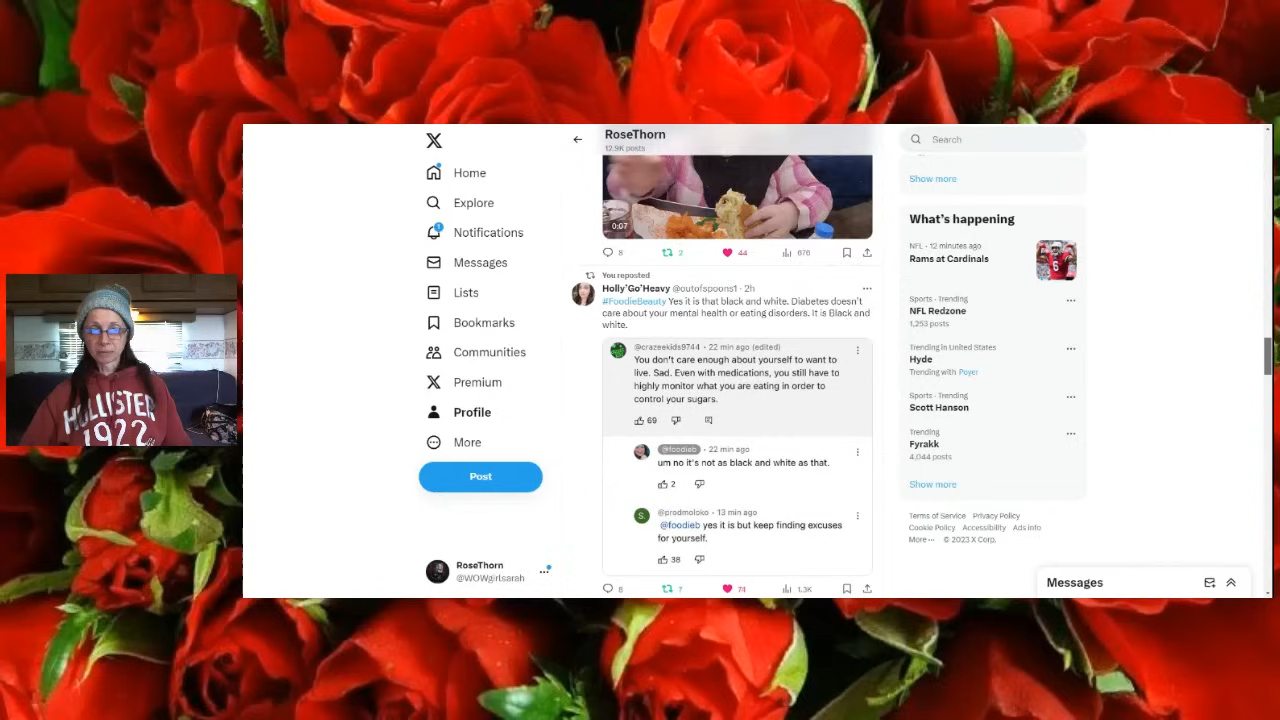 RoseThorn
12.9K posts
Search
Home
Explore
Notifications
1
Messages
Lists
Bookmarks
Communities
Premium
Profile
More
Post
RoseThorn
@WOWgirlsarah
HOLLISTER
1922
0:07
8
2
44
676
You reposted
Holly'Go'Heavy @outofspoons1 · 2h
#FoodieBeauty Yes it is that black and white. Diabetes doesn't
care about your mental health or eating disorders. It is Black and
white.
@crazeekids9744 · 22 min ago (edited)
You don't care enough about yourself to want to
live. Sad. Even with medications, you still have to
highly monitor what you are eating in order to
control your sugars.
69
@foodieb · 22 min ago
um no it's not as black and white as that.
2
S.
@prodmoloko · 13 min ago
@foodieb yes it is but keep finding excuses
for yourself.
38
8
7
74
1.3K
Show more
What's happening
NFL · 12 minutes ago
Rams at Cardinals
Sports · Trending
NFL Redzone
1,253 posts
Trending in United States
Hyde
Trending with Poyer
Sports · Trending
Scott Hanson
Trending
Fyrakk
4,044 posts
Show more
Terms of Service Privacy Policy
Cookie Policy Accessibility Ads info
More ··· © 2023 X Corp.
Messages